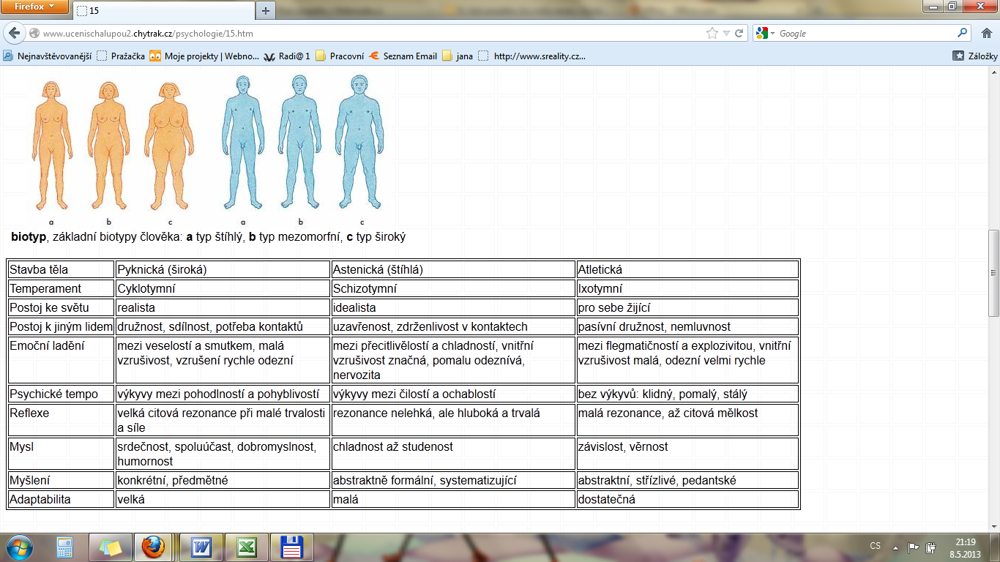 Firefox
15
www.ucenischalupou2.chytrak.cz/psychologie/15.htm
Google
Nejnavštěvovanější
Pražačka
Moje projekty | Webno...
Radi@ 1
Pracovní
Seznam Email
jana
http://www.sreality.cz...
Záložky
a b c a b c
biotyp, základní biotypy člověka: a typ štíhlý, b typ mezomorfní, c typ široký
Stavba těla Pyknická (široká) Astenická (štíhlá) Atletická
Temperament Cyklotymní Schizotymní Ixotymní
Postoj ke světu realista idealista pro sebe žijící
Postoj k jiným lidem družnost, sdílnost, potřeba kontaktů uzavřenost, zdrženlivost v kontaktech pasívní družnost, nemluvnost
Emoční ladění mezi veselostí a smutkem, malá mezi přecitlivělostí a chladností, vnitřní mezi flegmatičností a explozivitou, vnitřní
vzrušivost, vzrušení rychle odezní vzrušivost značná, pomalu odeznívá, vzrušivost malá, odezní velmi rychle
nervozita
Psychické tempo výkyvy mezi pohodlností a pohyblivostí výkyvy mezi čilostí a ochablostí bez výkyvů: klidný, pomalý, stálý
Reflexe velká citová rezonance při malé trvalosti rezonance nelehká, ale hluboká a trvalá malá rezonance, až citová mělkost
a síle
Mysl srdečnost, spoluúčast, dobromyslnost, chladnost až studenost závislost, věrnost
humornost
Myšlení konkrétní, předmětné abstraktně formální, systematizující abstraktní, střízlivé, pedantské
Adaptabilita velká malá dostatečná
CS
21:19
8.5.2013